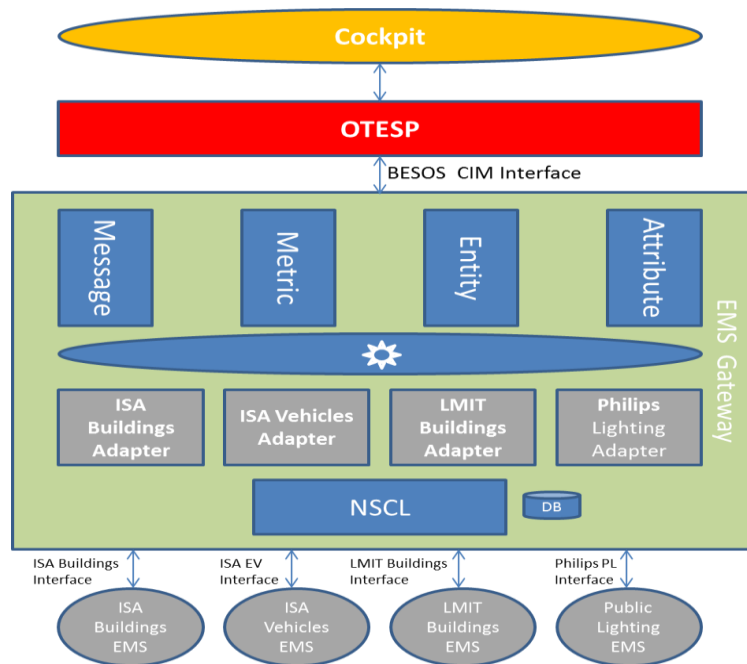 Cockpit
OTESP
BESOS CIM Interface
Message
Metric
Entity
Attribute
EMS Gateway
ISA
Buildings
Adapter
ISA Vehicles
Adapter
LMIT
Buildings
Adapter
Philips
Lighting
Adapter
NSCL
DB
ISA Buildings
Interface
ISA EV
Interface
LMIT Buildings
Interface
Philips PL
Interface
ISA
Buildings
EMS
ISA
Vehicles
EMS
LMIT
Buildings
EMS
Public
Lighting
EMS